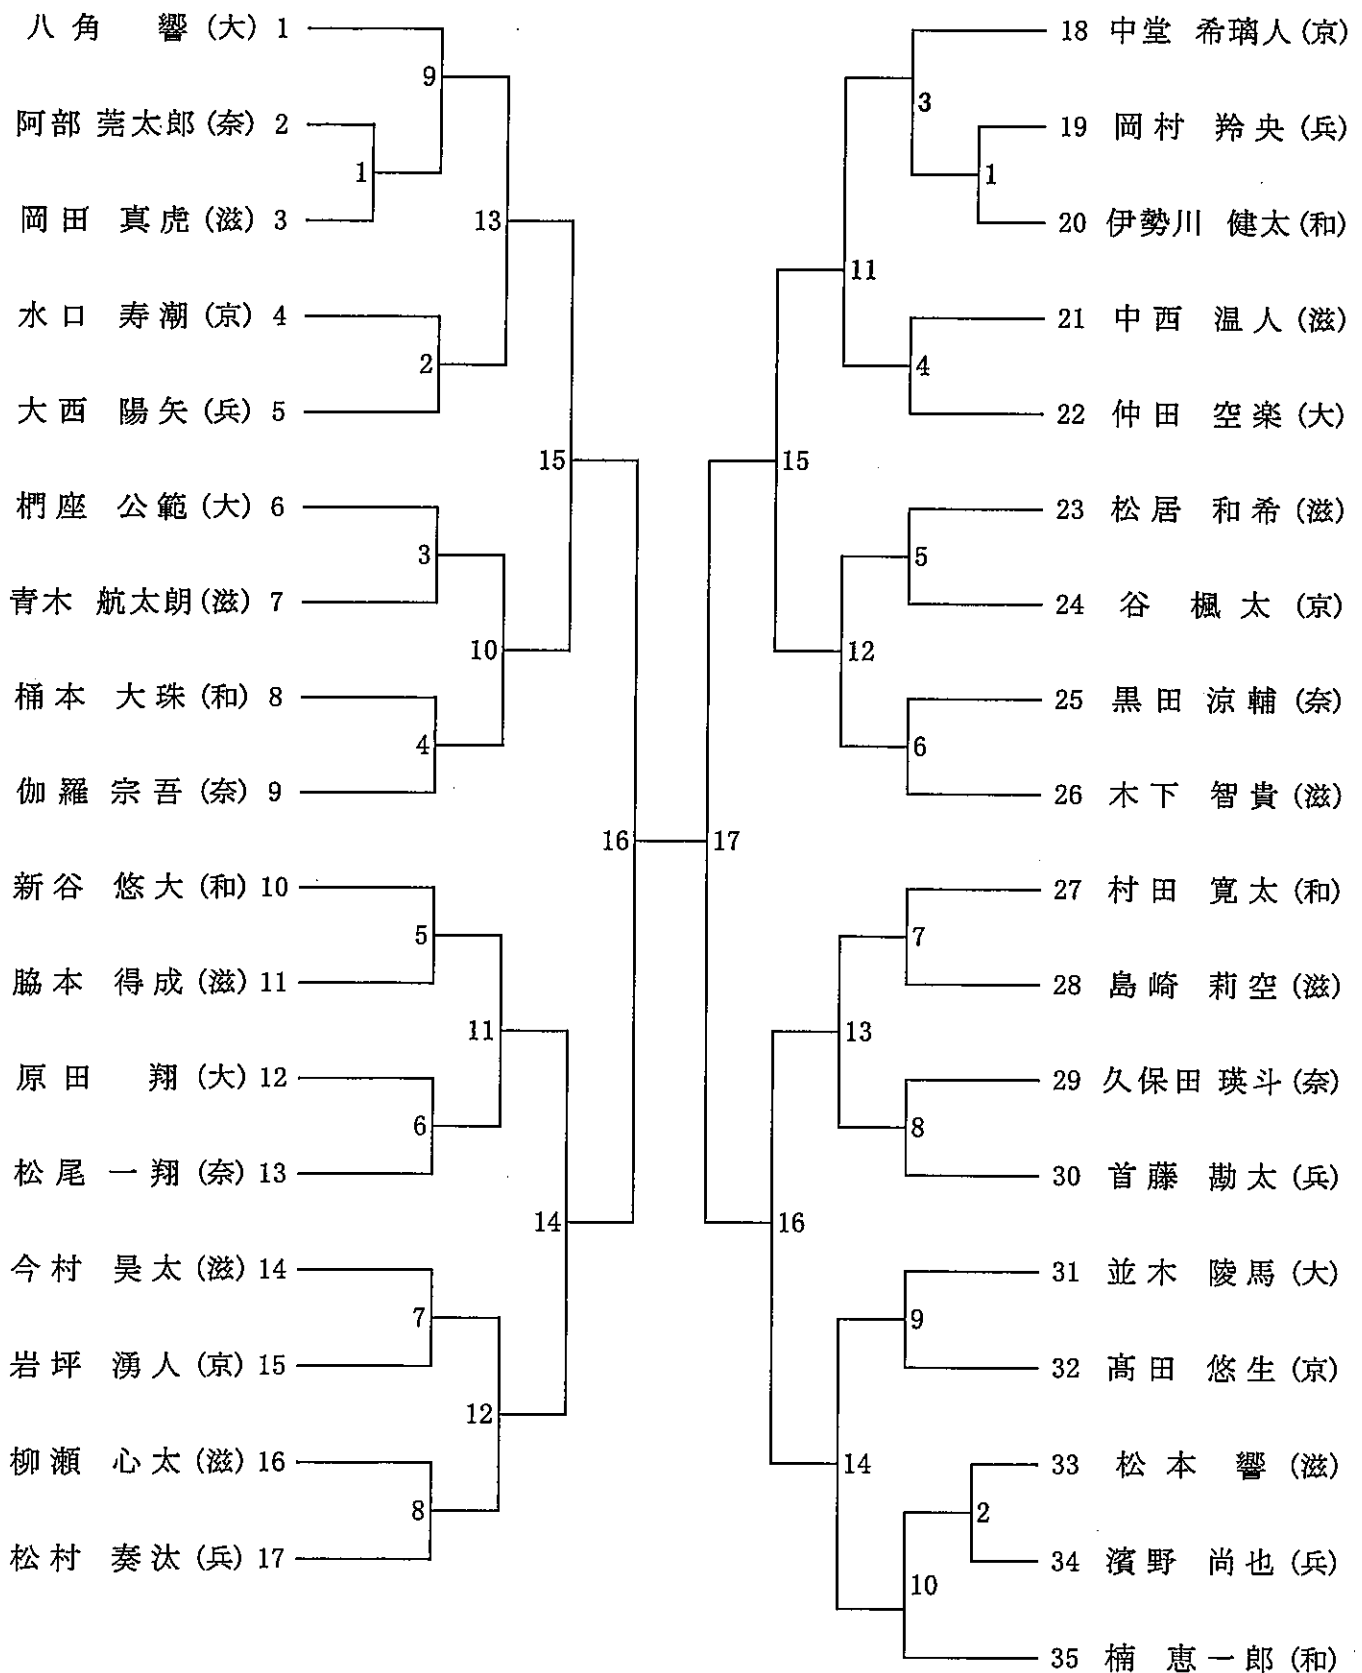 八角 響 (大) 1
阿部 莞太郎 (奈) 2
岡田 真虎 (滋) 3
水口 寿潮 (京) 4
大西 陽矢 (兵) 5
椚座 公範 (大) 6
青木 航太朗 (滋) 7
桶本 大珠 (和) 8
伽羅 宗吾 (奈) 9
新谷 悠大 (和) 10
脇本 得成 (滋) 11
原田 翔 (大) 12
松尾 一翔 (奈) 13
今村 昊太 (滋) 14
岩坪 湧人 (京) 15
柳瀬 心太 (滋) 16
松村 奏汰 (兵) 17
9
1
13
2
15
3
10
4
16
5
11
6
14
7
12
8
17
3
1
11
4
15
5
12
6
7
13
8
16
9
14
2
10
18 中堂 希璃人 (京)
19 岡村 羚央 (兵)
20 伊勢川 健太 (和)
21 中西 温人 (滋)
22 仲田 空楽 (大)
23 松居 和希 (滋)
24 谷 楓太 (京)
25 黒田 涼輔 (奈)
26 木下 智貴 (滋)
27 村田 寛太 (和)
28 島崎 莉空 (滋)
29 久保田 瑛斗 (奈)
30 首藤 勘太 (兵)
31 並木 陵馬 (大)
32 髙田 悠生 (京)
33 松本 響 (滋)
34 濱野 尚也 (兵)
35 楠 恵一郎 (和)